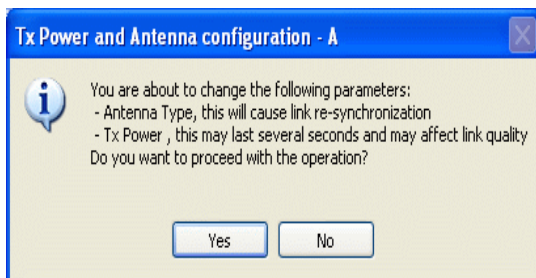 Tx Power and Antenna configuration - A
You are about to change the following parameters:
- Antenna Type, this will cause link re-synchronization
- Tx Power , this may last several seconds and may affect link quality
Do you want to proceed with the operation?
Yes No